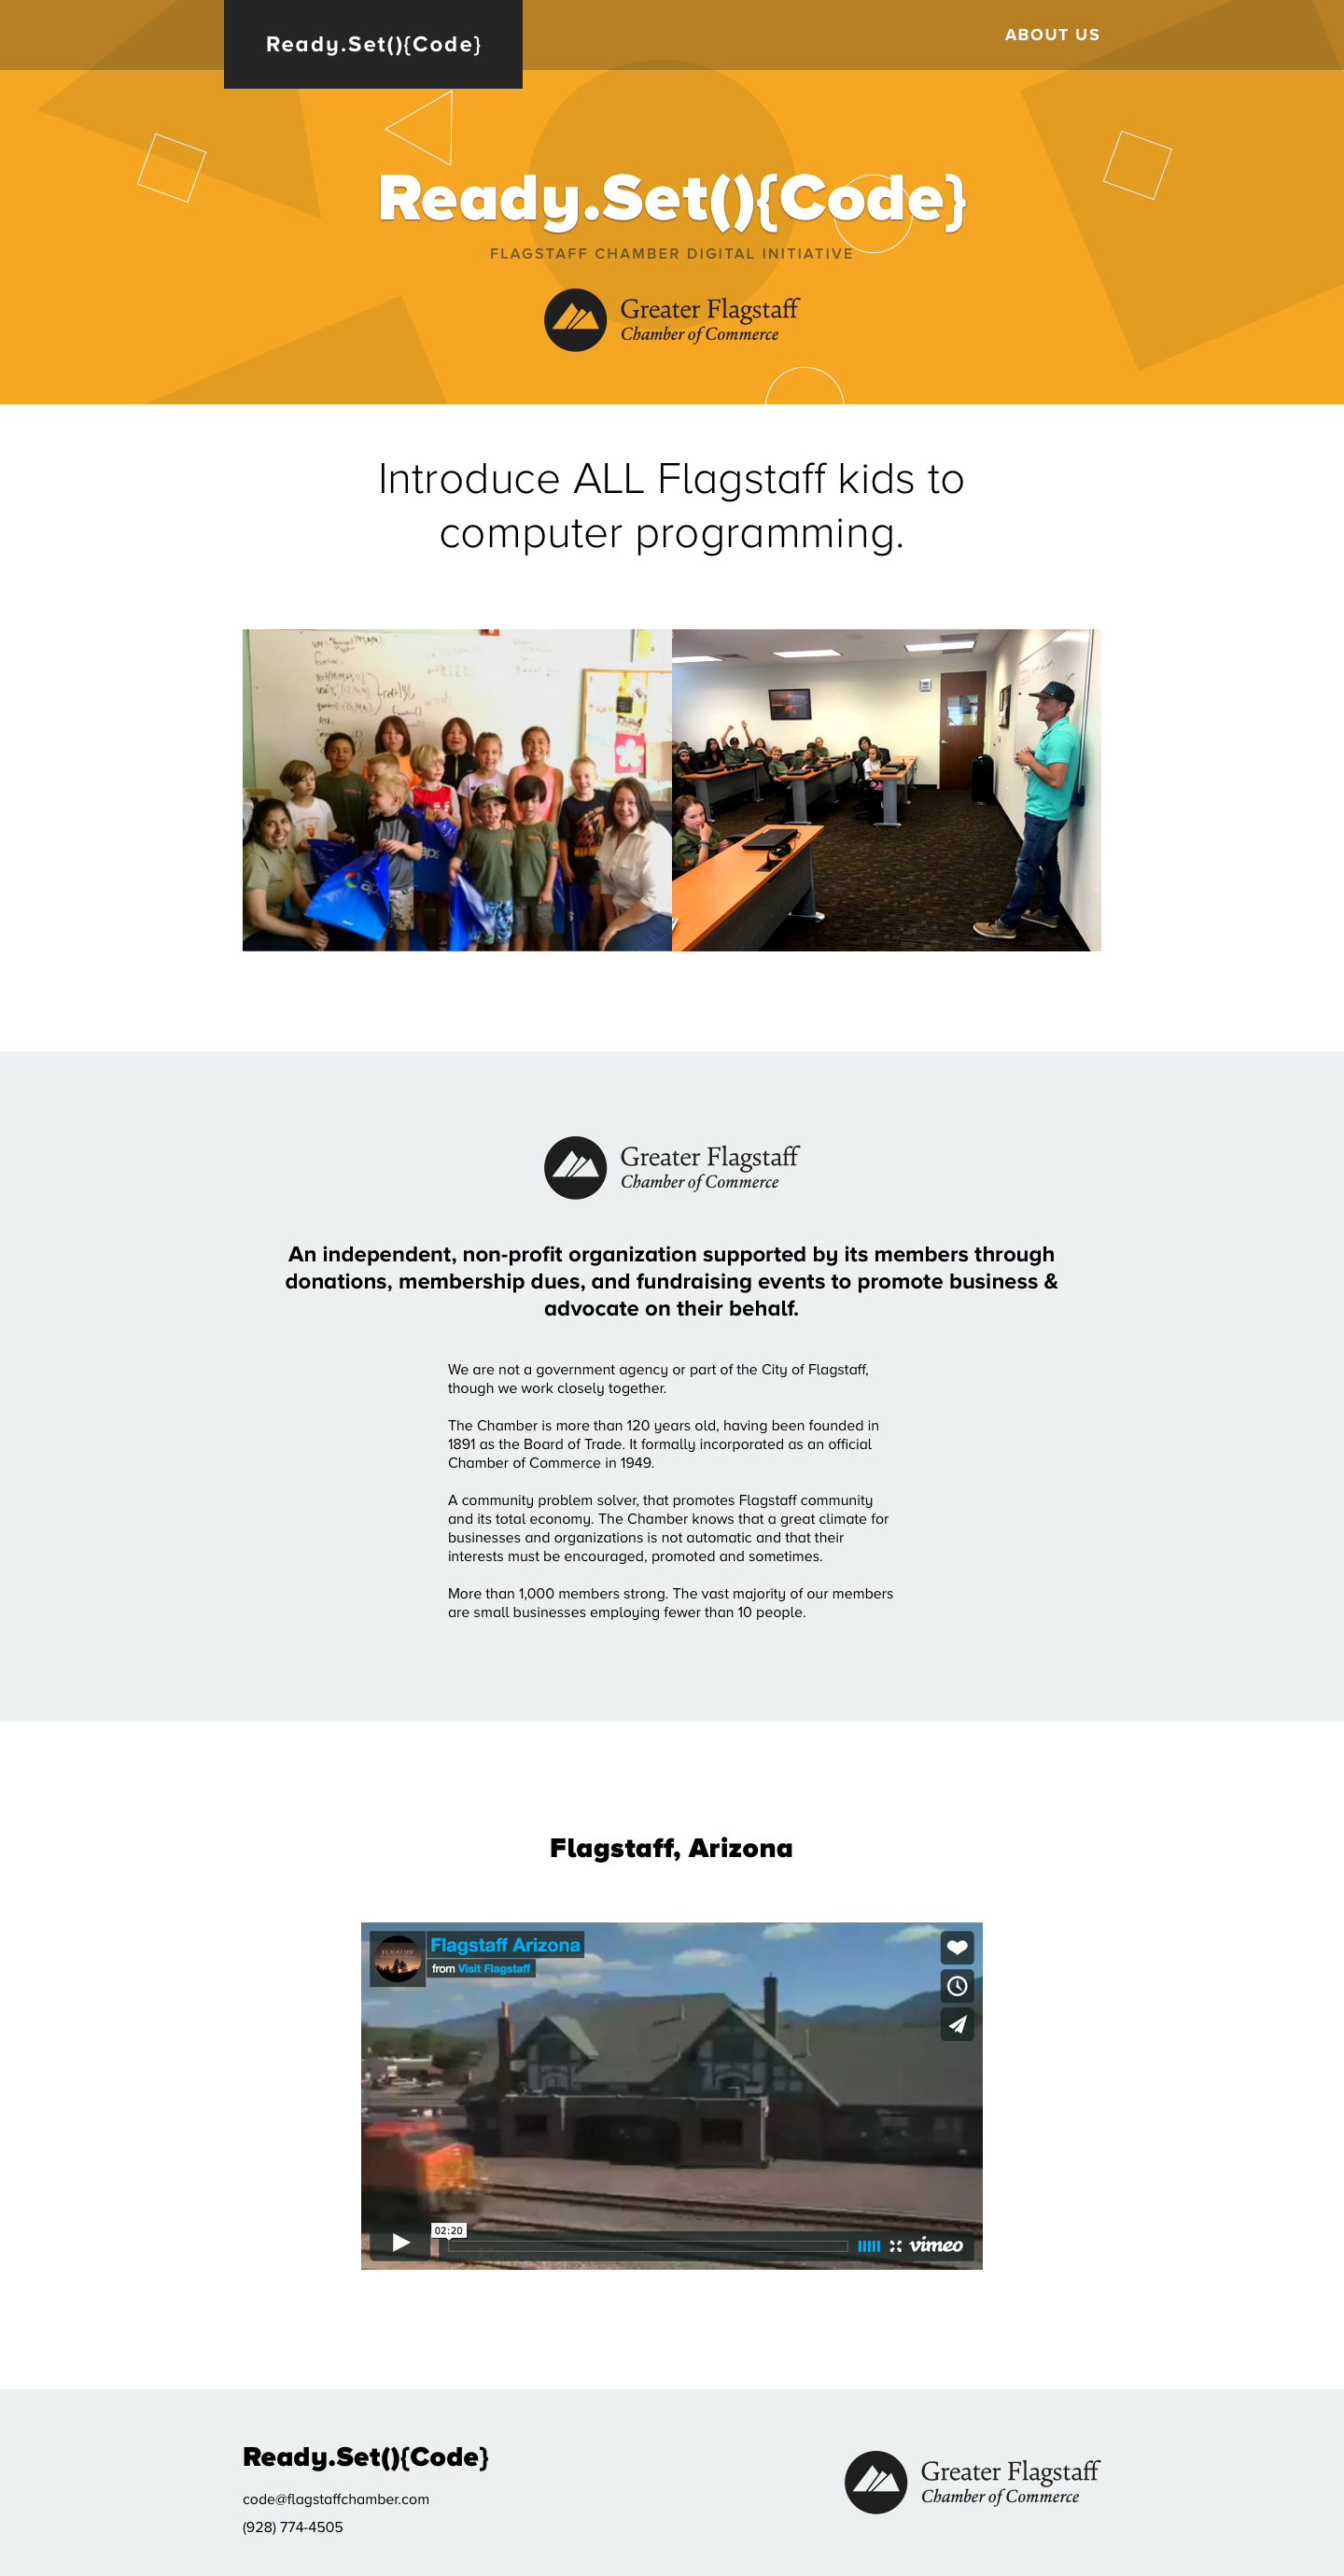 Ready.Set(){Code}
ABOUT US
Ready.Set(){Code}
FLAGSTAFF CHAMBER DIGITAL INITIATIVE
Greater Flagstaff
Chamber of Commerce
Introduce ALL Flagstaff kids to
computer programming.
aps
Greater Flagstaff
Chamber of Commerce
An independent, non-profit organization supported by its members through
donations, membership dues, and fundraising events to promote business &
advocate on their behalf.
We are not a government agency or part of the City of Flagstaff,
though we work closely together.
The Chamber is more than 120 years old, having been founded in
1891 as the Board of Trade. It formally incorporated as an official
Chamber of Commerce in 1949.
A community problem solver, that promotes Flagstaff community
and its total economy. The Chamber knows that a great climate for
businesses and organizations is not automatic and that their
interests must be encouraged, promoted and sometimes.
More than 1,000 members strong. The vast majority of our members
are small businesses employing fewer than 10 people.
Flagstaff, Arizona
FLAGSTAFF
Flagstaff Arizona
from Visit Flagstaff
02:20
vimeo
Ready.Set(){Code}
code@flagstaffchamber.com
(928) 774-4505
Greater Flagstaff
Chamber of Commerce